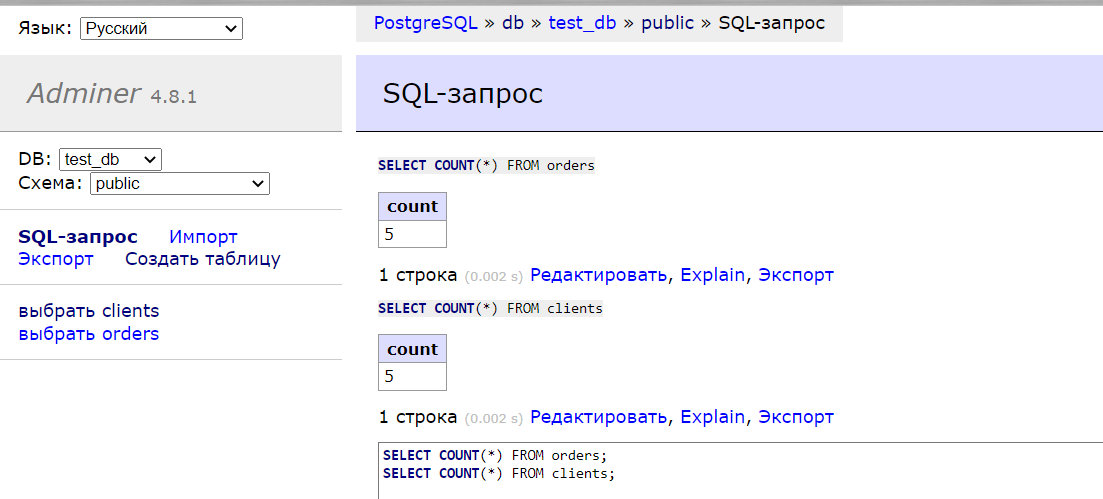 Язык: Русский
PostgreSQL » db » test_db » public » SQL-запрос
Adminer 4.8.1
SQL-запрос
DB: test_db
Схема: public
SQL-запрос Импорт
Экспорт Создать таблицу
выбрать clients
выбрать orders
SELECT COUNT(*) FROM orders
count
5
1 строка (0.002 s) Редактировать, Explain, Экспорт
SELECT COUNT(*) FROM clients
count
5
1 строка (0.002 s) Редактировать, Explain, Экспорт
SELECT COUNT(*) FROM orders;
SELECT COUNT(*) FROM clients;